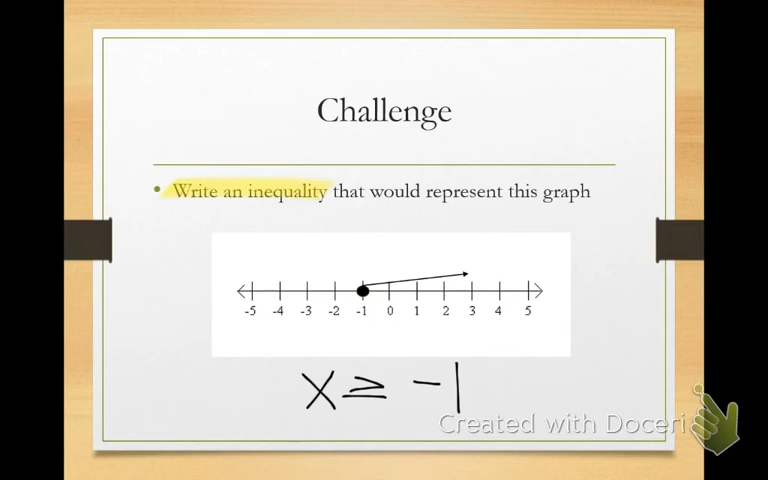 Challenge
• Write an inequality that would represent this graph
-5 -4 -3 -2 -1 0 1 2 3 4 5
x ≥ -1
Created with Doceri